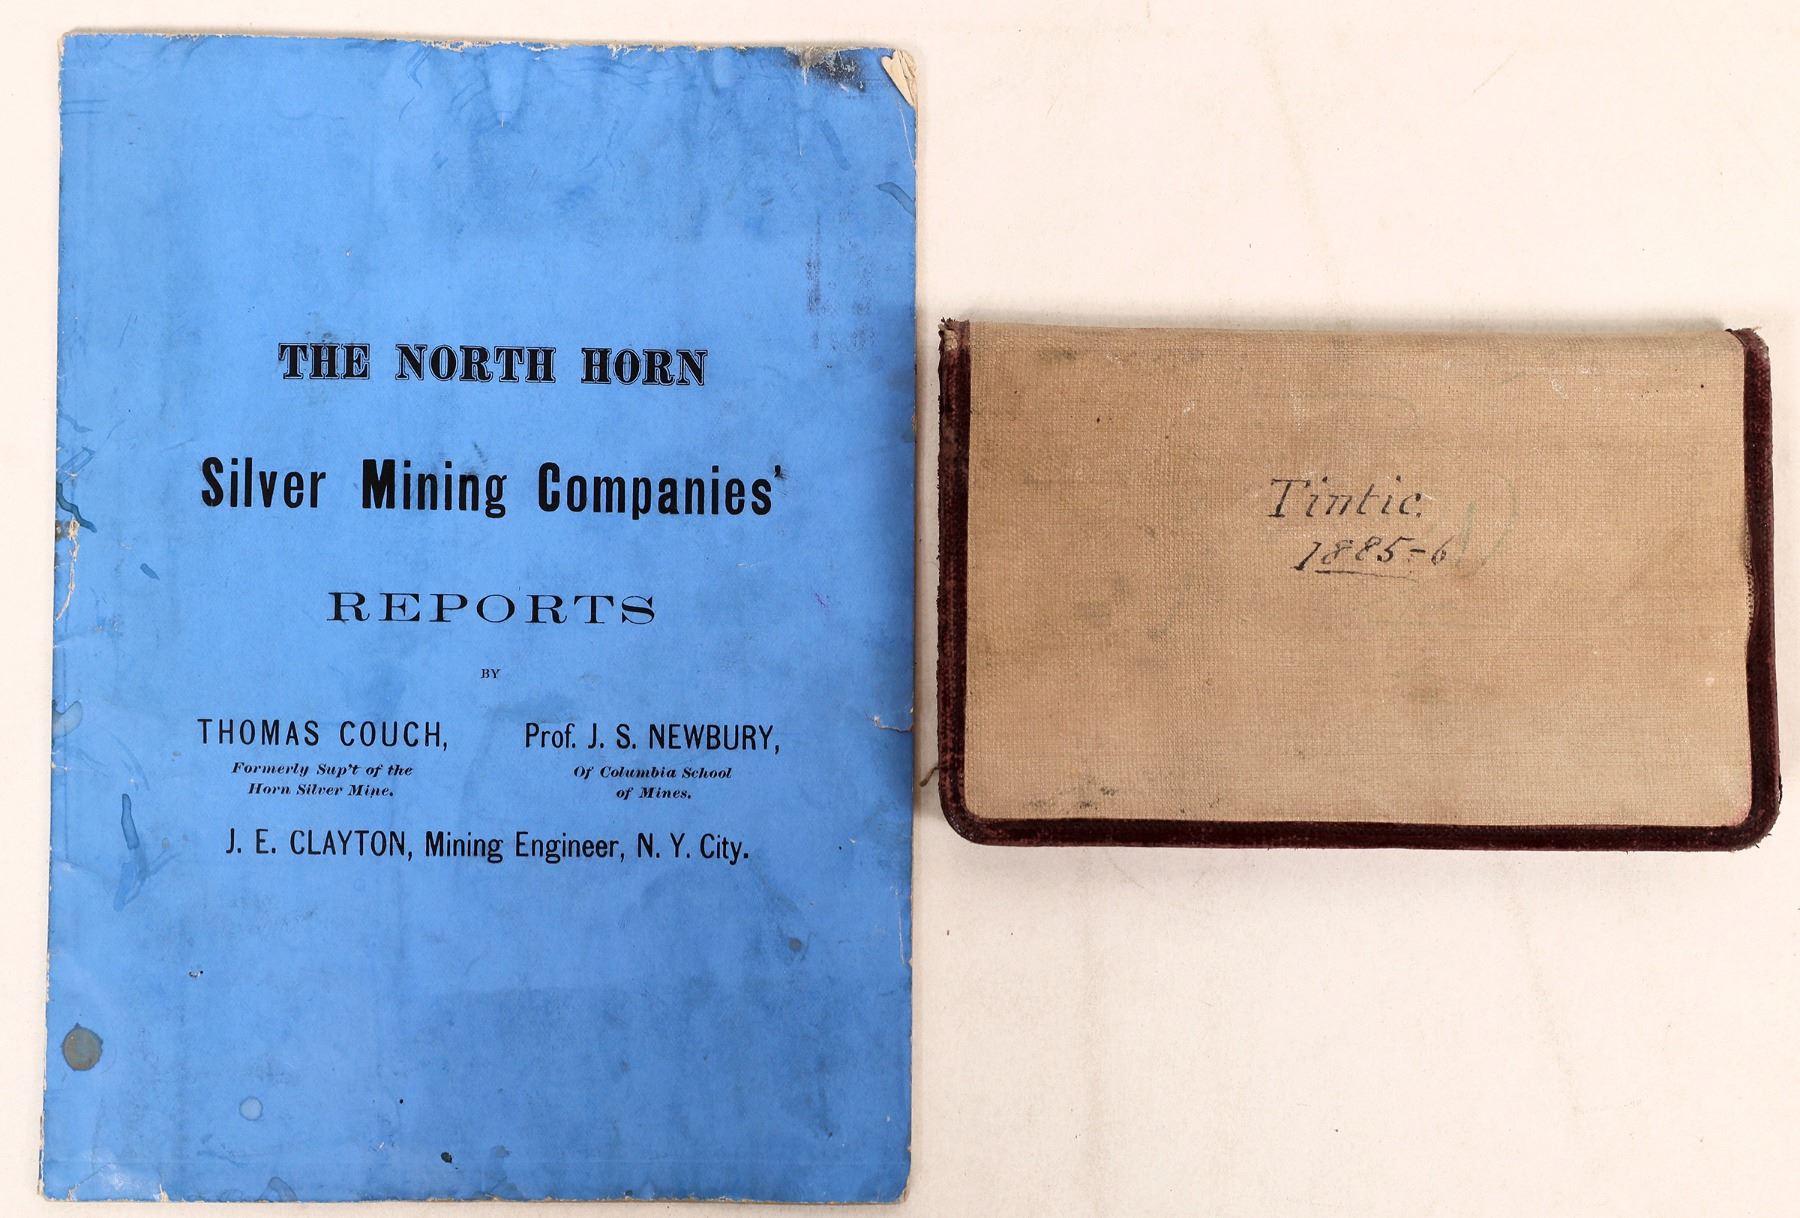 THE NORTH HORN
Silver Mining Companies'
REPORTS
BY
THOMAS COUCH,
Formerly Sup't of the
Horn Silver Mine.
Prof. J. S. NEWBURY,
Of Columbia School
of Mines.
J. E. CLAYTON, Mining Engineer, N. Y. City.
Tintic.
1885-6